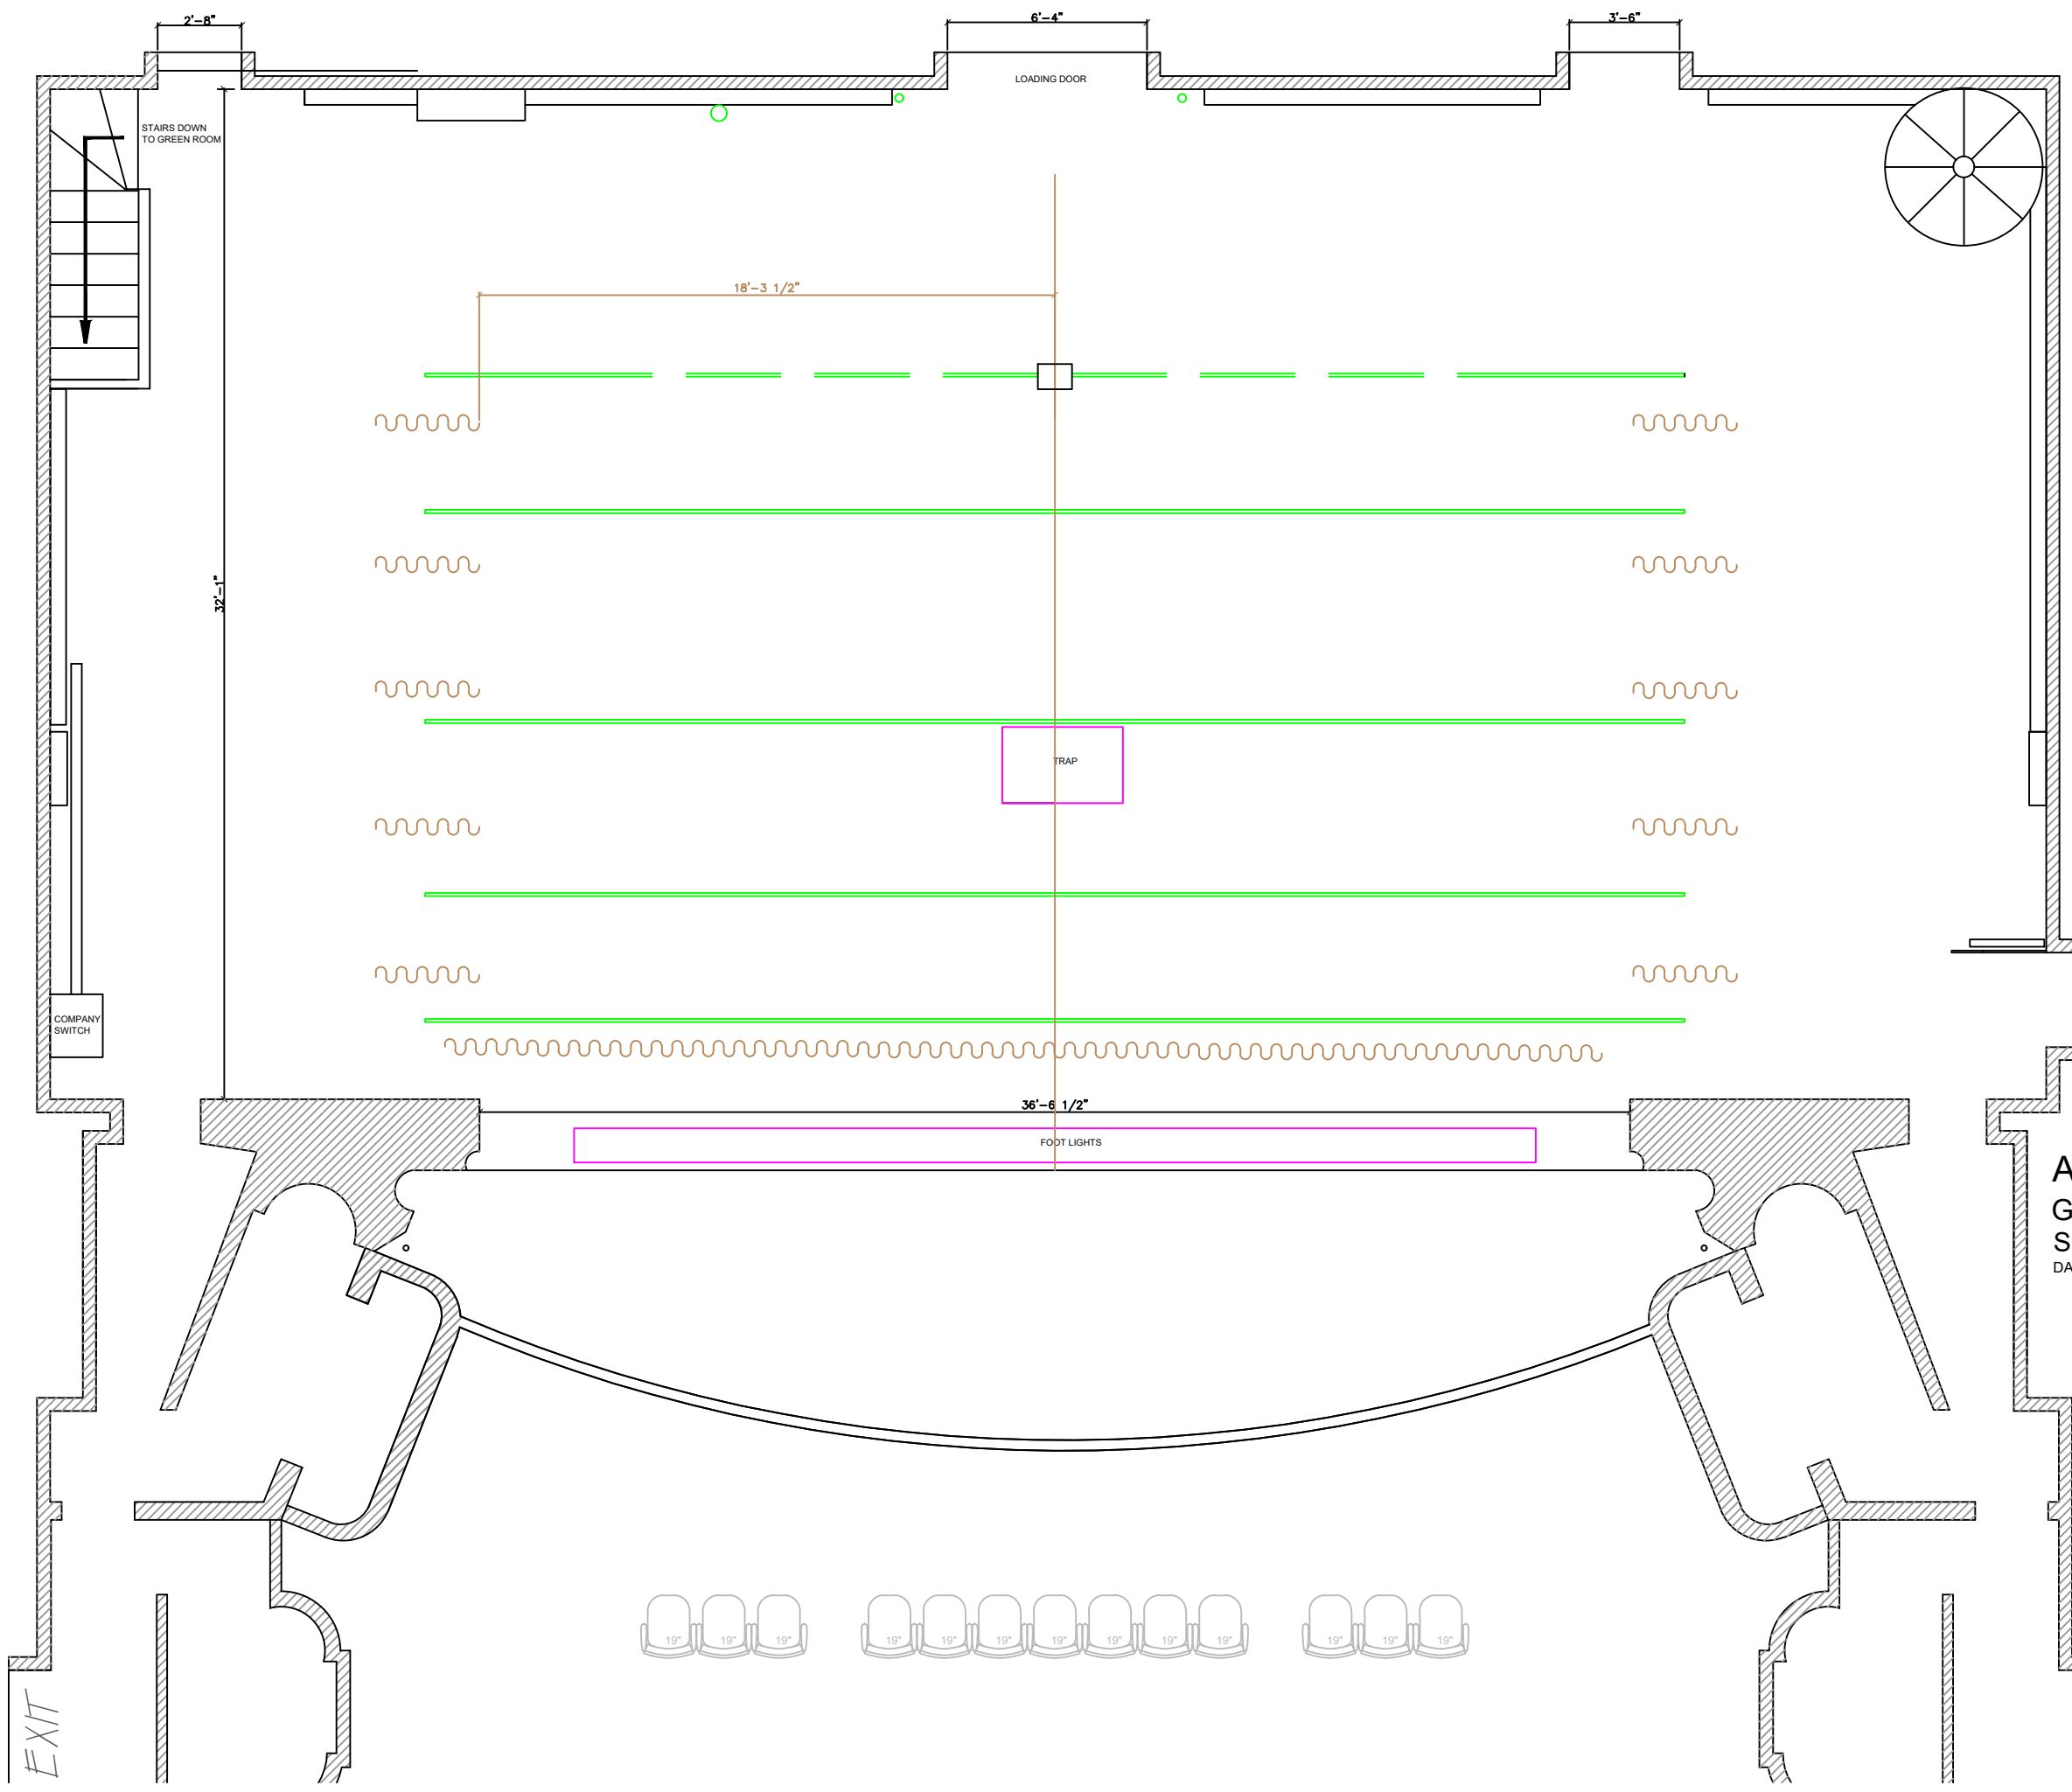 2'-8"
6'-4"
3'-6"
LOADING DOOR
STAIRS DOWN
TO GREEN ROOM
18'-3 1/2"
32'-1"
TRAP
COMPANY
SWITCH
36'-6 1/2"
FOOT LIGHTS
A
G
S
DA
19" 19" 19" 19" 19" 19" 19" 19" 19" 19" 19" 19" 19"
EXIT